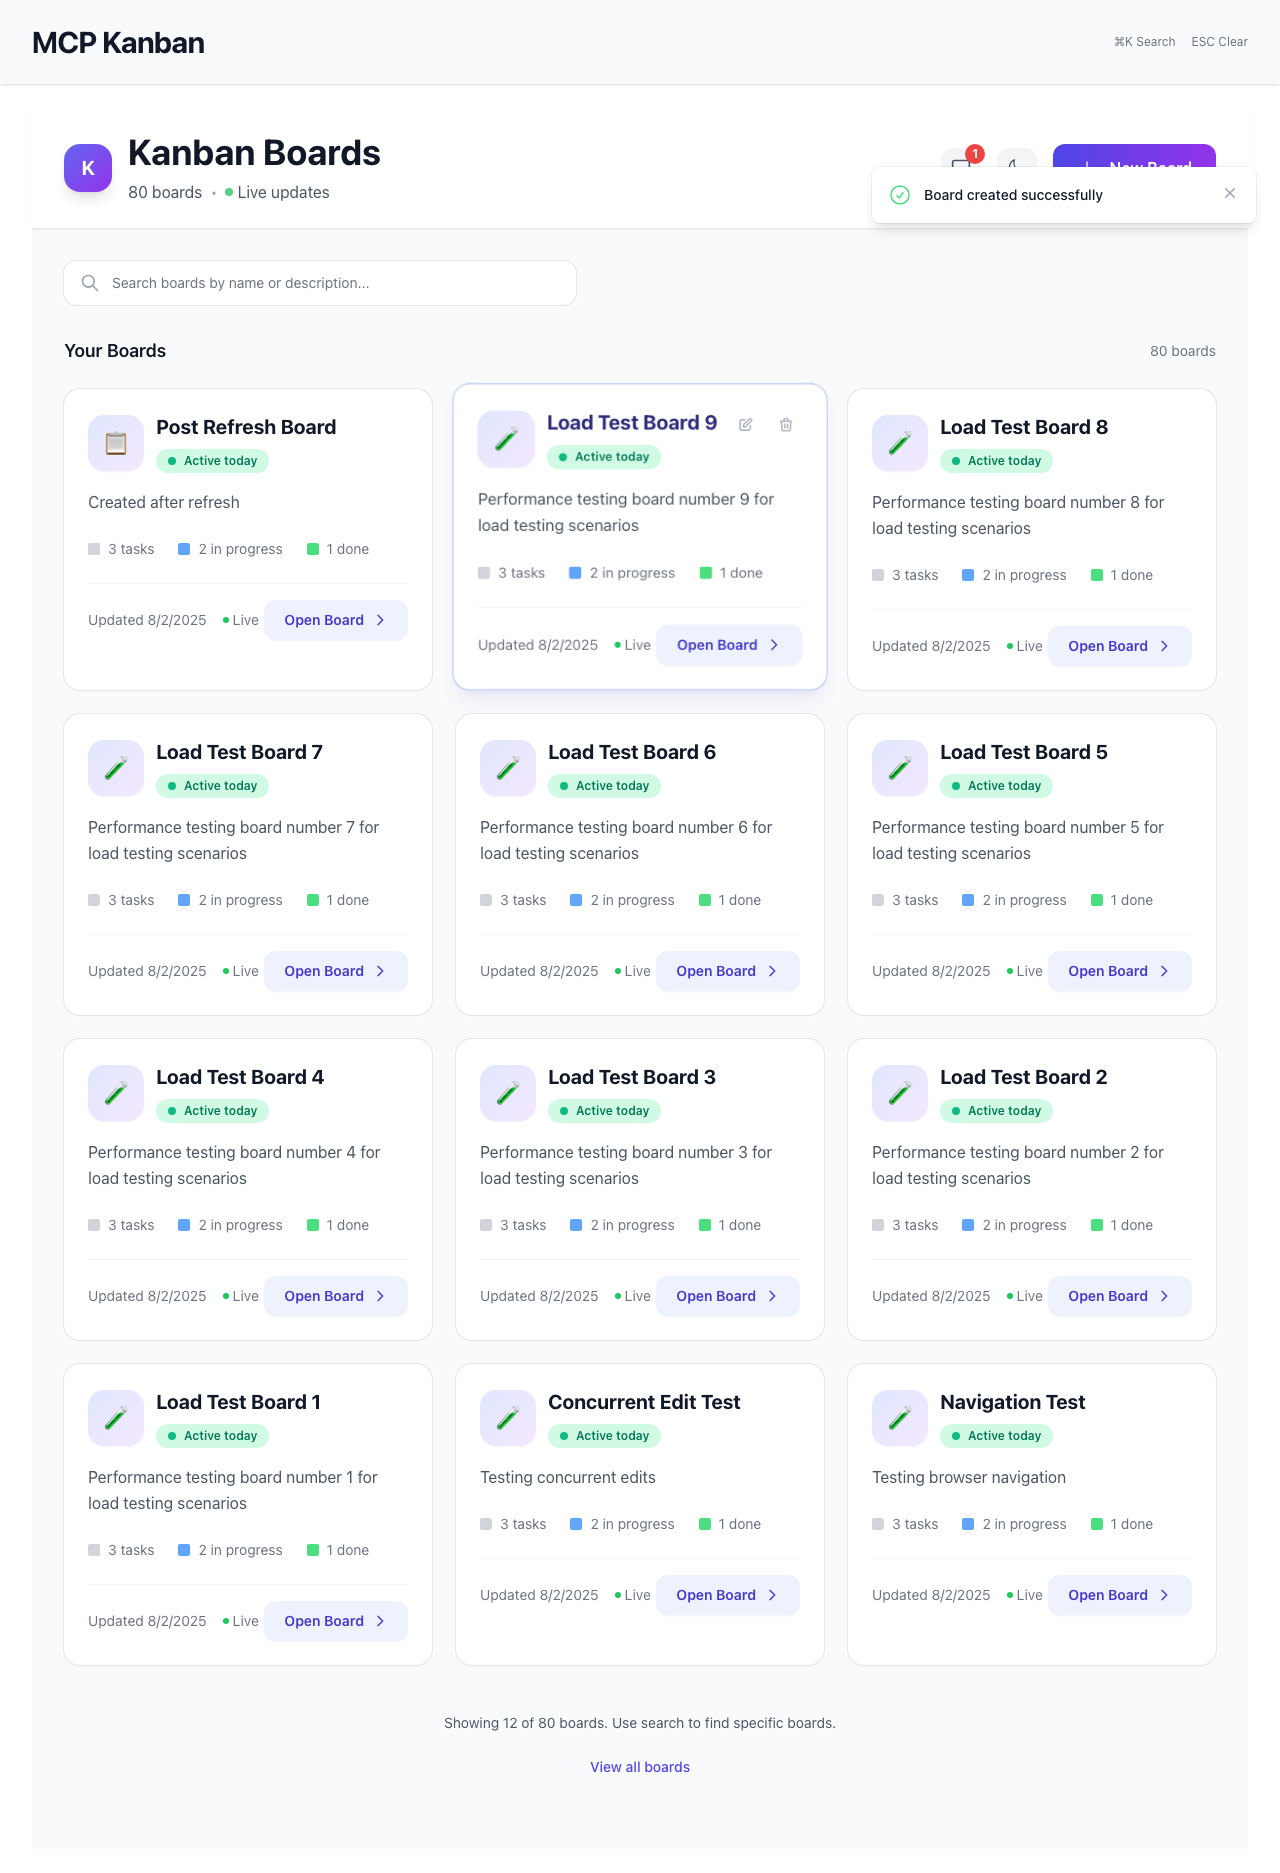 MCP Kanban
⌘K Search ESC Clear
K
Kanban Boards
80 boards • Live updates
1
New Board
Board created successfully
Search boards by name or description...
Your Boards
80 boards
Post Refresh Board
Active today
Created after refresh
3 tasks 2 in progress 1 done
Updated 8/2/2025 Live Open Board
Load Test Board 9
Active today
Performance testing board number 9 for
load testing scenarios
3 tasks 2 in progress 1 done
Updated 8/2/2025 Live Open Board
Load Test Board 8
Active today
Performance testing board number 8 for
load testing scenarios
3 tasks 2 in progress 1 done
Updated 8/2/2025 Live Open Board
Load Test Board 7
Active today
Performance testing board number 7 for
load testing scenarios
3 tasks 2 in progress 1 done
Updated 8/2/2025 Live Open Board
Load Test Board 6
Active today
Performance testing board number 6 for
load testing scenarios
3 tasks 2 in progress 1 done
Updated 8/2/2025 Live Open Board
Load Test Board 5
Active today
Performance testing board number 5 for
load testing scenarios
3 tasks 2 in progress 1 done
Updated 8/2/2025 Live Open Board
Load Test Board 4
Active today
Performance testing board number 4 for
load testing scenarios
3 tasks 2 in progress 1 done
Updated 8/2/2025 Live Open Board
Load Test Board 3
Active today
Performance testing board number 3 for
load testing scenarios
3 tasks 2 in progress 1 done
Updated 8/2/2025 Live Open Board
Load Test Board 2
Active today
Performance testing board number 2 for
load testing scenarios
3 tasks 2 in progress 1 done
Updated 8/2/2025 Live Open Board
Load Test Board 1
Active today
Performance testing board number 1 for
load testing scenarios
3 tasks 2 in progress 1 done
Updated 8/2/2025 Live Open Board
Concurrent Edit Test
Active today
Testing concurrent edits
3 tasks 2 in progress 1 done
Updated 8/2/2025 Live Open Board
Navigation Test
Active today
Testing browser navigation
3 tasks 2 in progress 1 done
Updated 8/2/2025 Live Open Board
Showing 12 of 80 boards. Use search to find specific boards.
View all boards